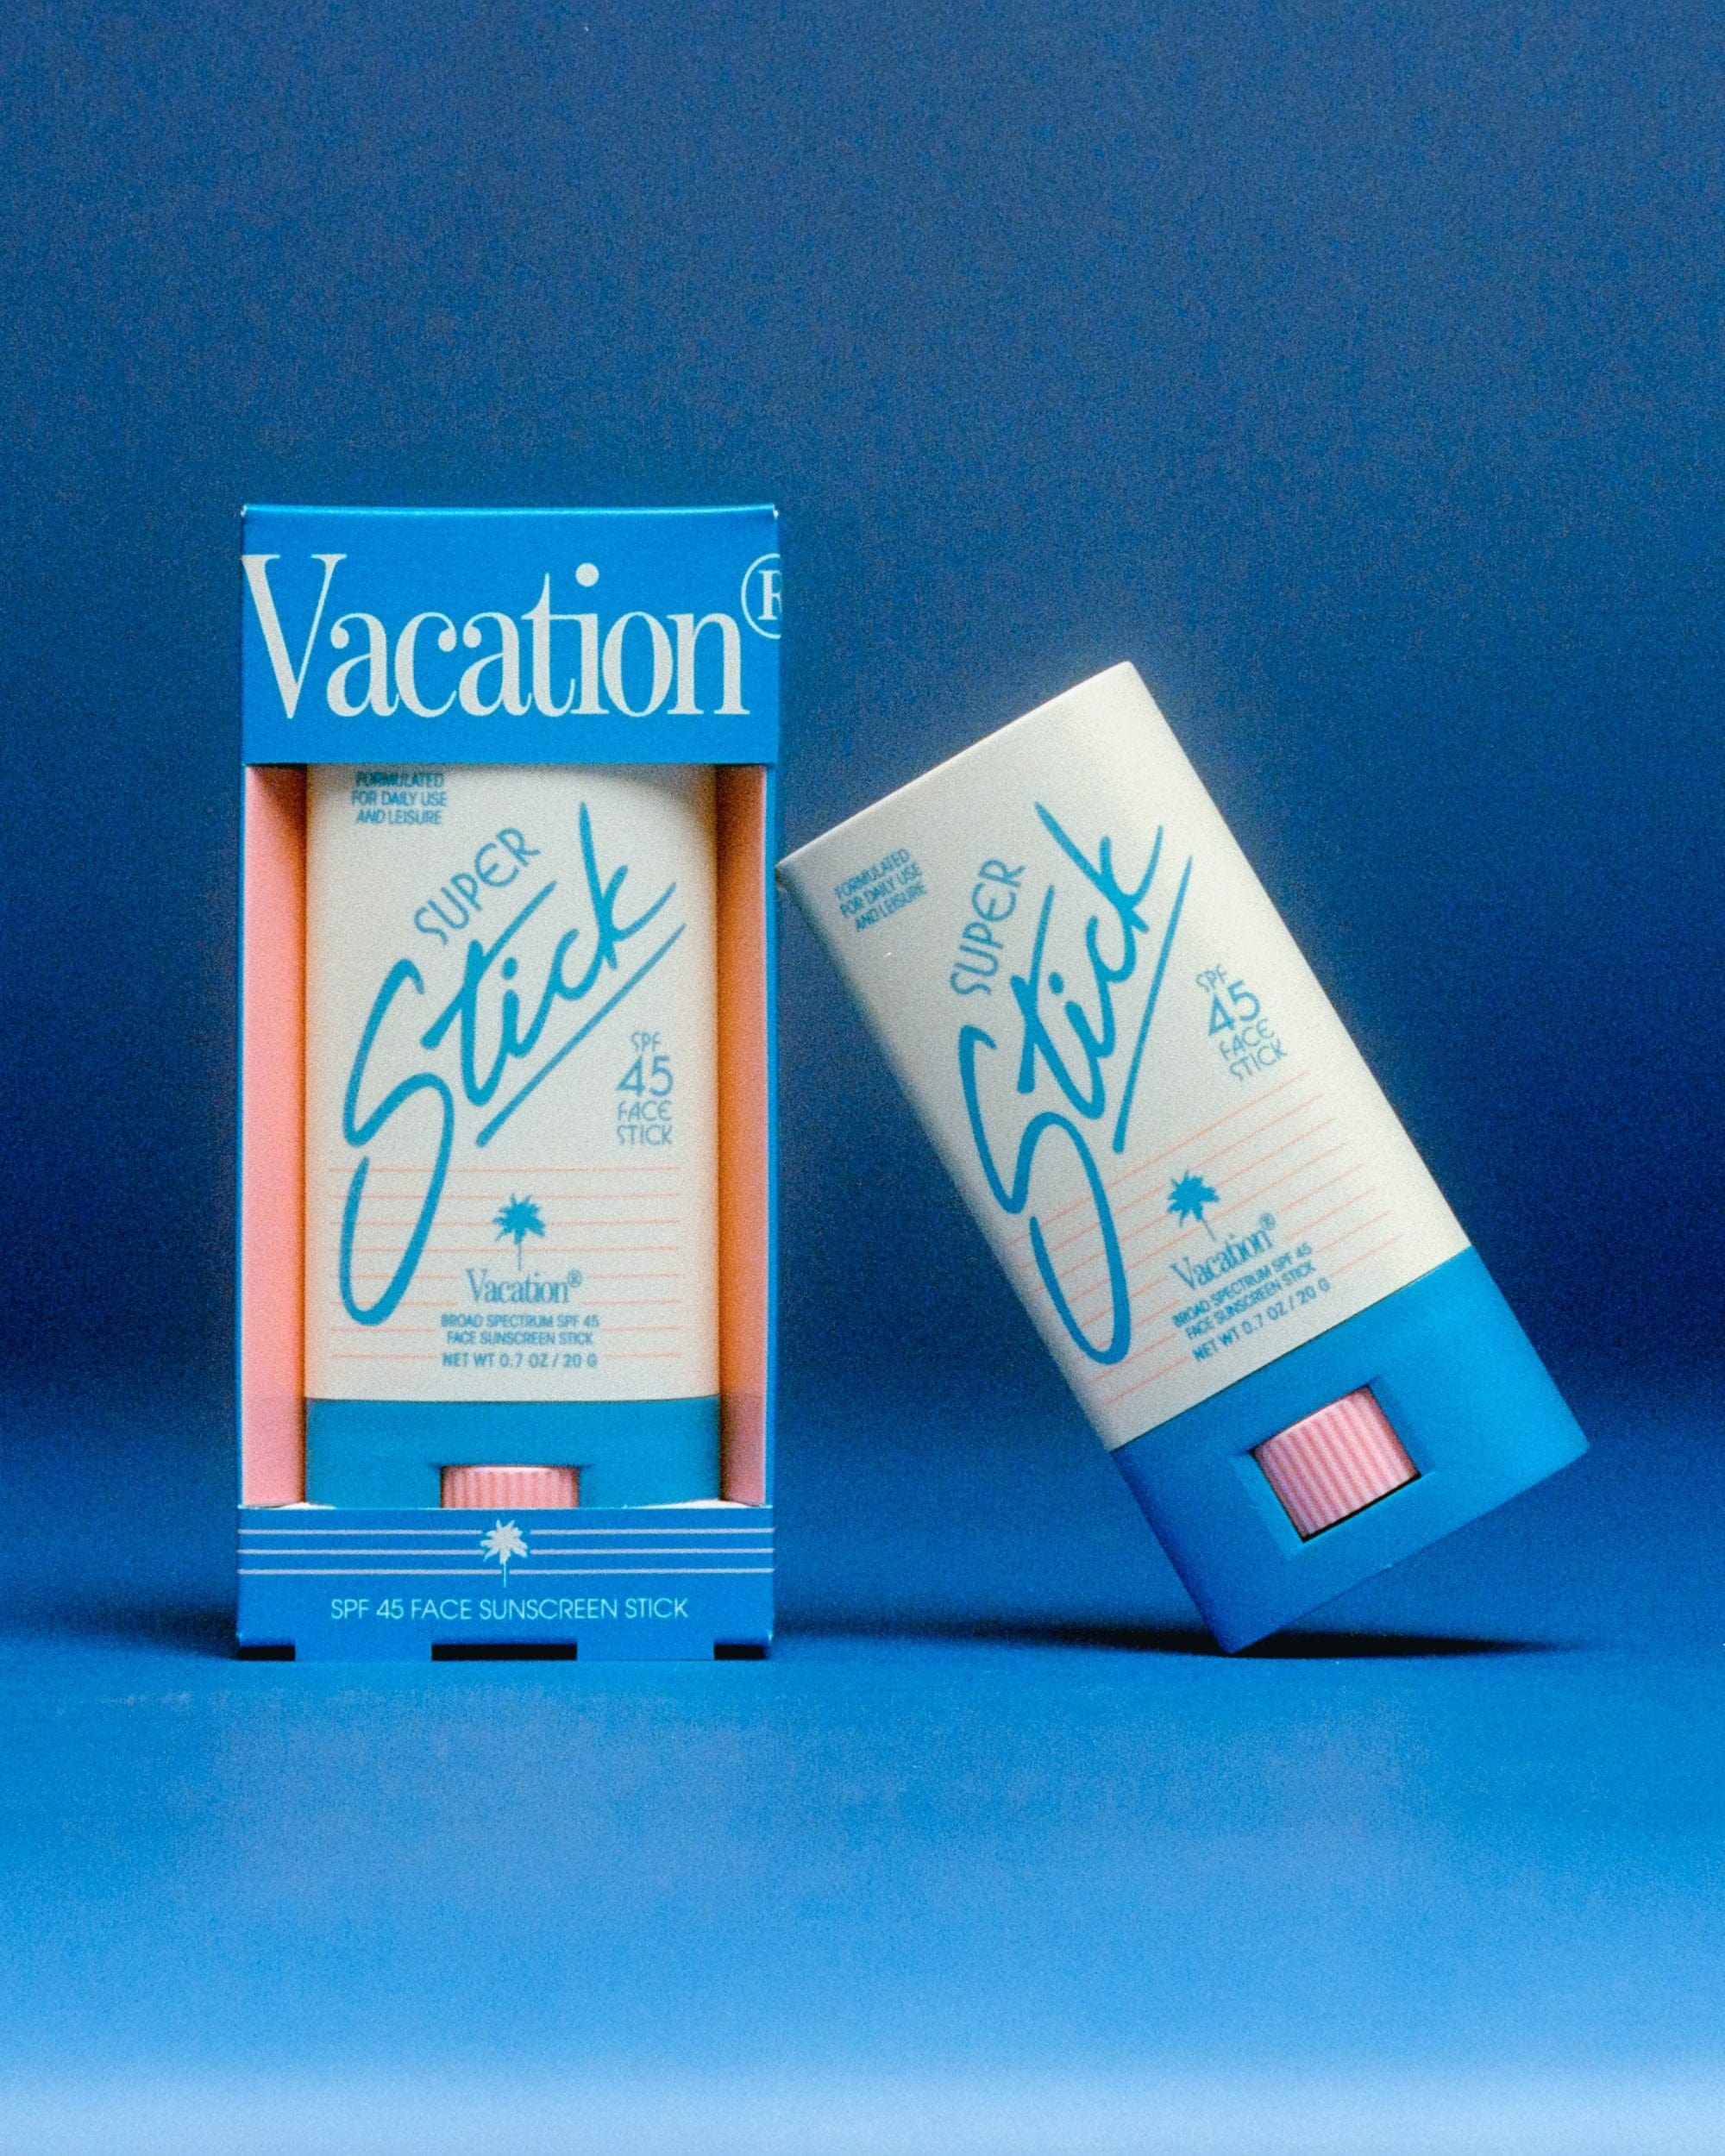 Vacation®
FORMULATED
FOR DAILY USE
AND LEISURE
SUPER
Stick
SPF
45
FACE
STICK
Vacation®
BROAD SPECTRUM SPF 45
FACE SUNSCREEN STICK
NET WT 0.7 OZ / 20 G
SPF 45 FACE SUNSCREEN STICK
FORMULATED
FOR DAILY USE
AND LEISURE
SUPER
Stick
SPF
45
FACE
STICK
Vacation®
BROAD SPECTRUM SPF 45
FACE SUNSCREEN STICK
NET WT 0.7 OZ / 20 G